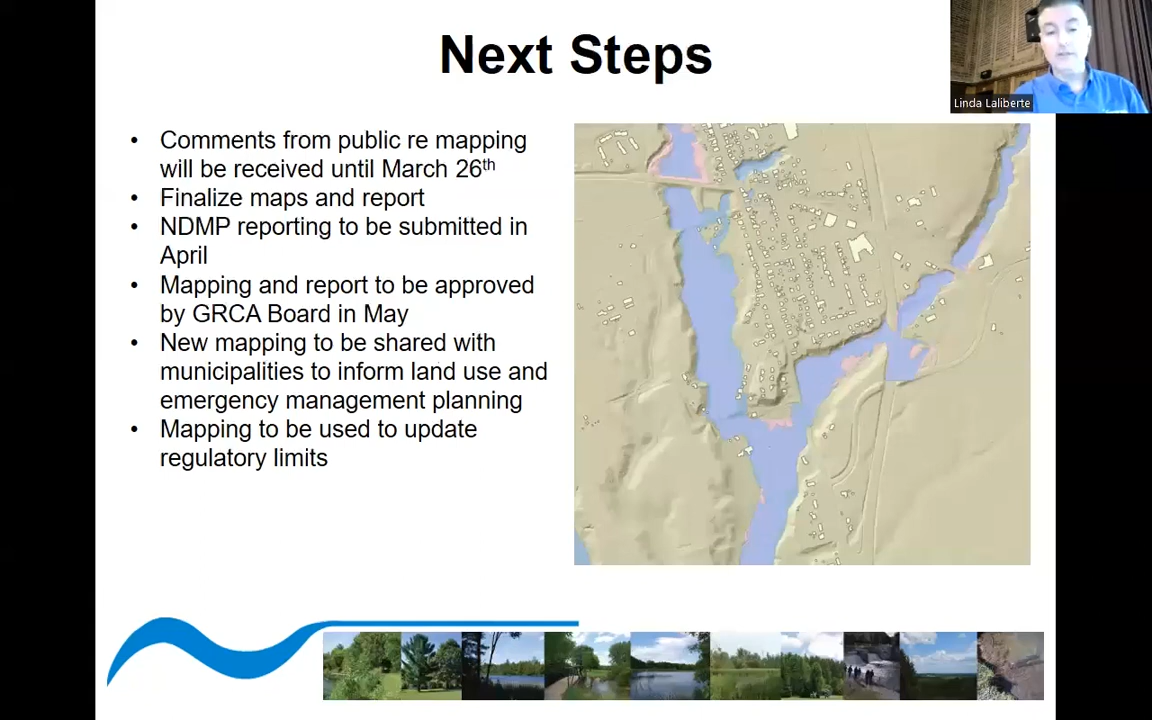 Next Steps
Linda Laliberte
• Comments from public re mapping
will be received until March 26th
• Finalize maps and report
• NDMP reporting to be submitted in
April
• Mapping and report to be approved
by GRCA Board in May
• New mapping to be shared with
municipalities to inform land use and
emergency management planning
• Mapping to be used to update
regulatory limits